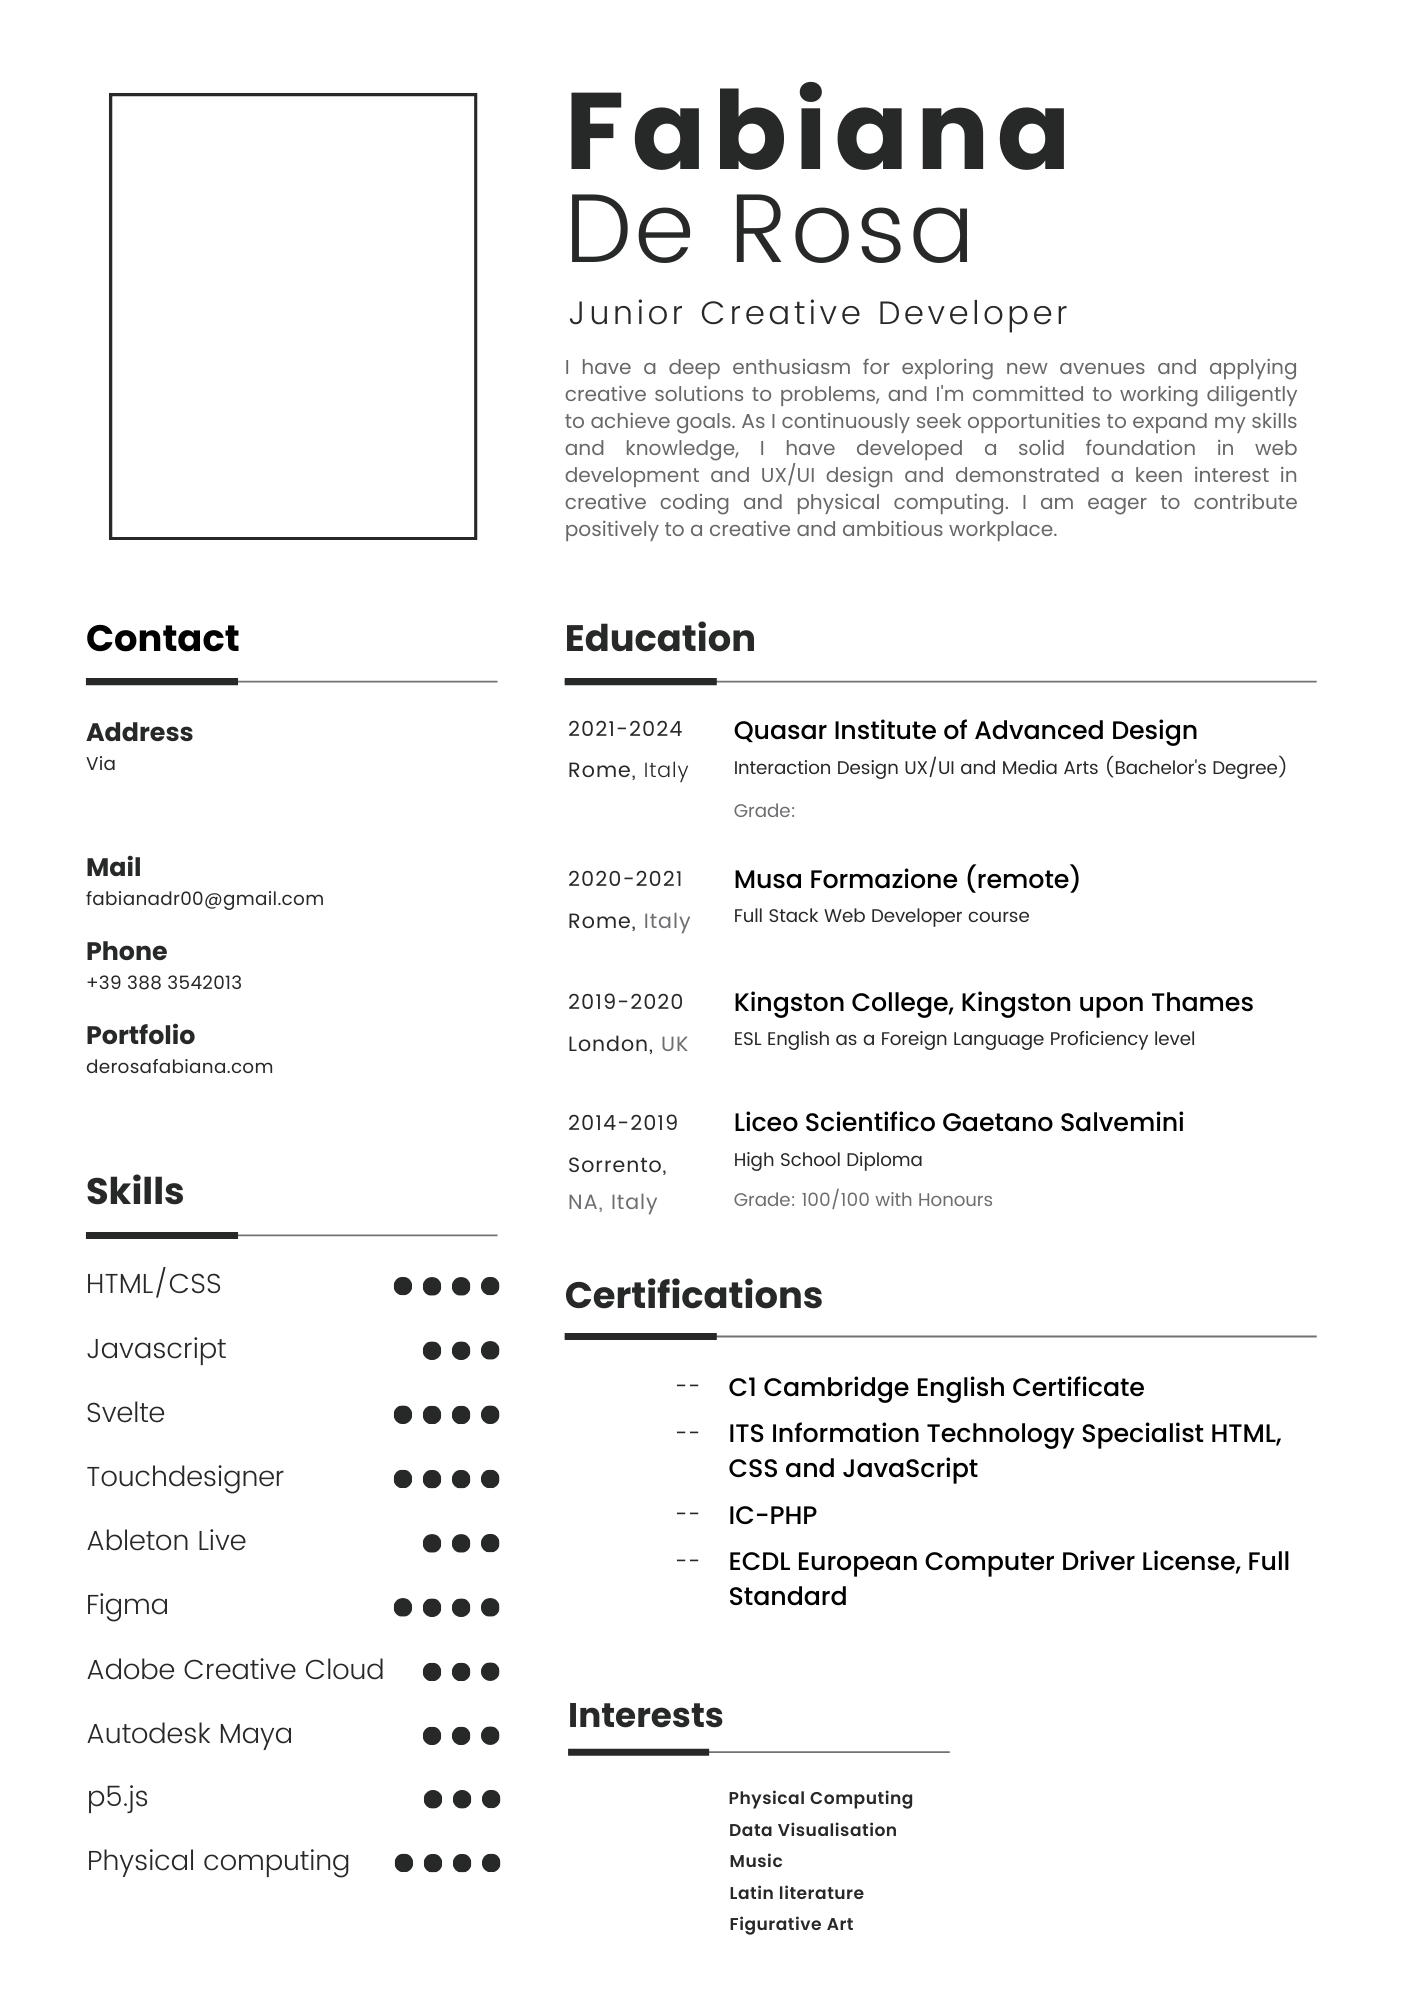 Fabiana
De Rosa
Junior Creative Developer
I have a deep enthusiasm for exploring new avenues and applying
creative solutions to problems, and I'm committed to working diligently
to achieve goals. As I continuously seek opportunities to expand my skills
and knowledge, I have developed a solid foundation in web
development and UX/UI design and demonstrated a keen interest in
creative coding and physical computing. I am eager to contribute
positively to a creative and ambitious workplace.
Contact
Address
Via
Mail
fabianadr00@gmail.com
Phone
+39 388 3542013
Portfolio
derosafabiana.com
Skills
HTML/CSS
Javascript
Svelte
Touchdesigner
Ableton Live
Figma
Adobe Creative Cloud
Autodesk Maya
p5.js
Physical computing
Education
2021-2024
Rome, Italy
Quasar Institute of Advanced Design
Interaction Design UX/UI and Media Arts (Bachelor's Degree)
Grade:
2020-2021
Rome, Italy
Musa Formazione (remote)
Full Stack Web Developer course
2019-2020
London, UK
Kingston College, Kingston upon Thames
ESL English as a Foreign Language Proficiency level
2014-2019
Sorrento,
NA, Italy
Liceo Scientifico Gaetano Salvemini
High School Diploma
Grade: 100/100 with Honours
Certifications
-- C1 Cambridge English Certificate
-- ITS Information Technology Specialist HTML,
CSS and JavaScript
-- IC-PHP
-- ECDL European Computer Driver License, Full
Standard
Interests
Physical Computing
Data Visualisation
Music
Latin literature
Figurative Art